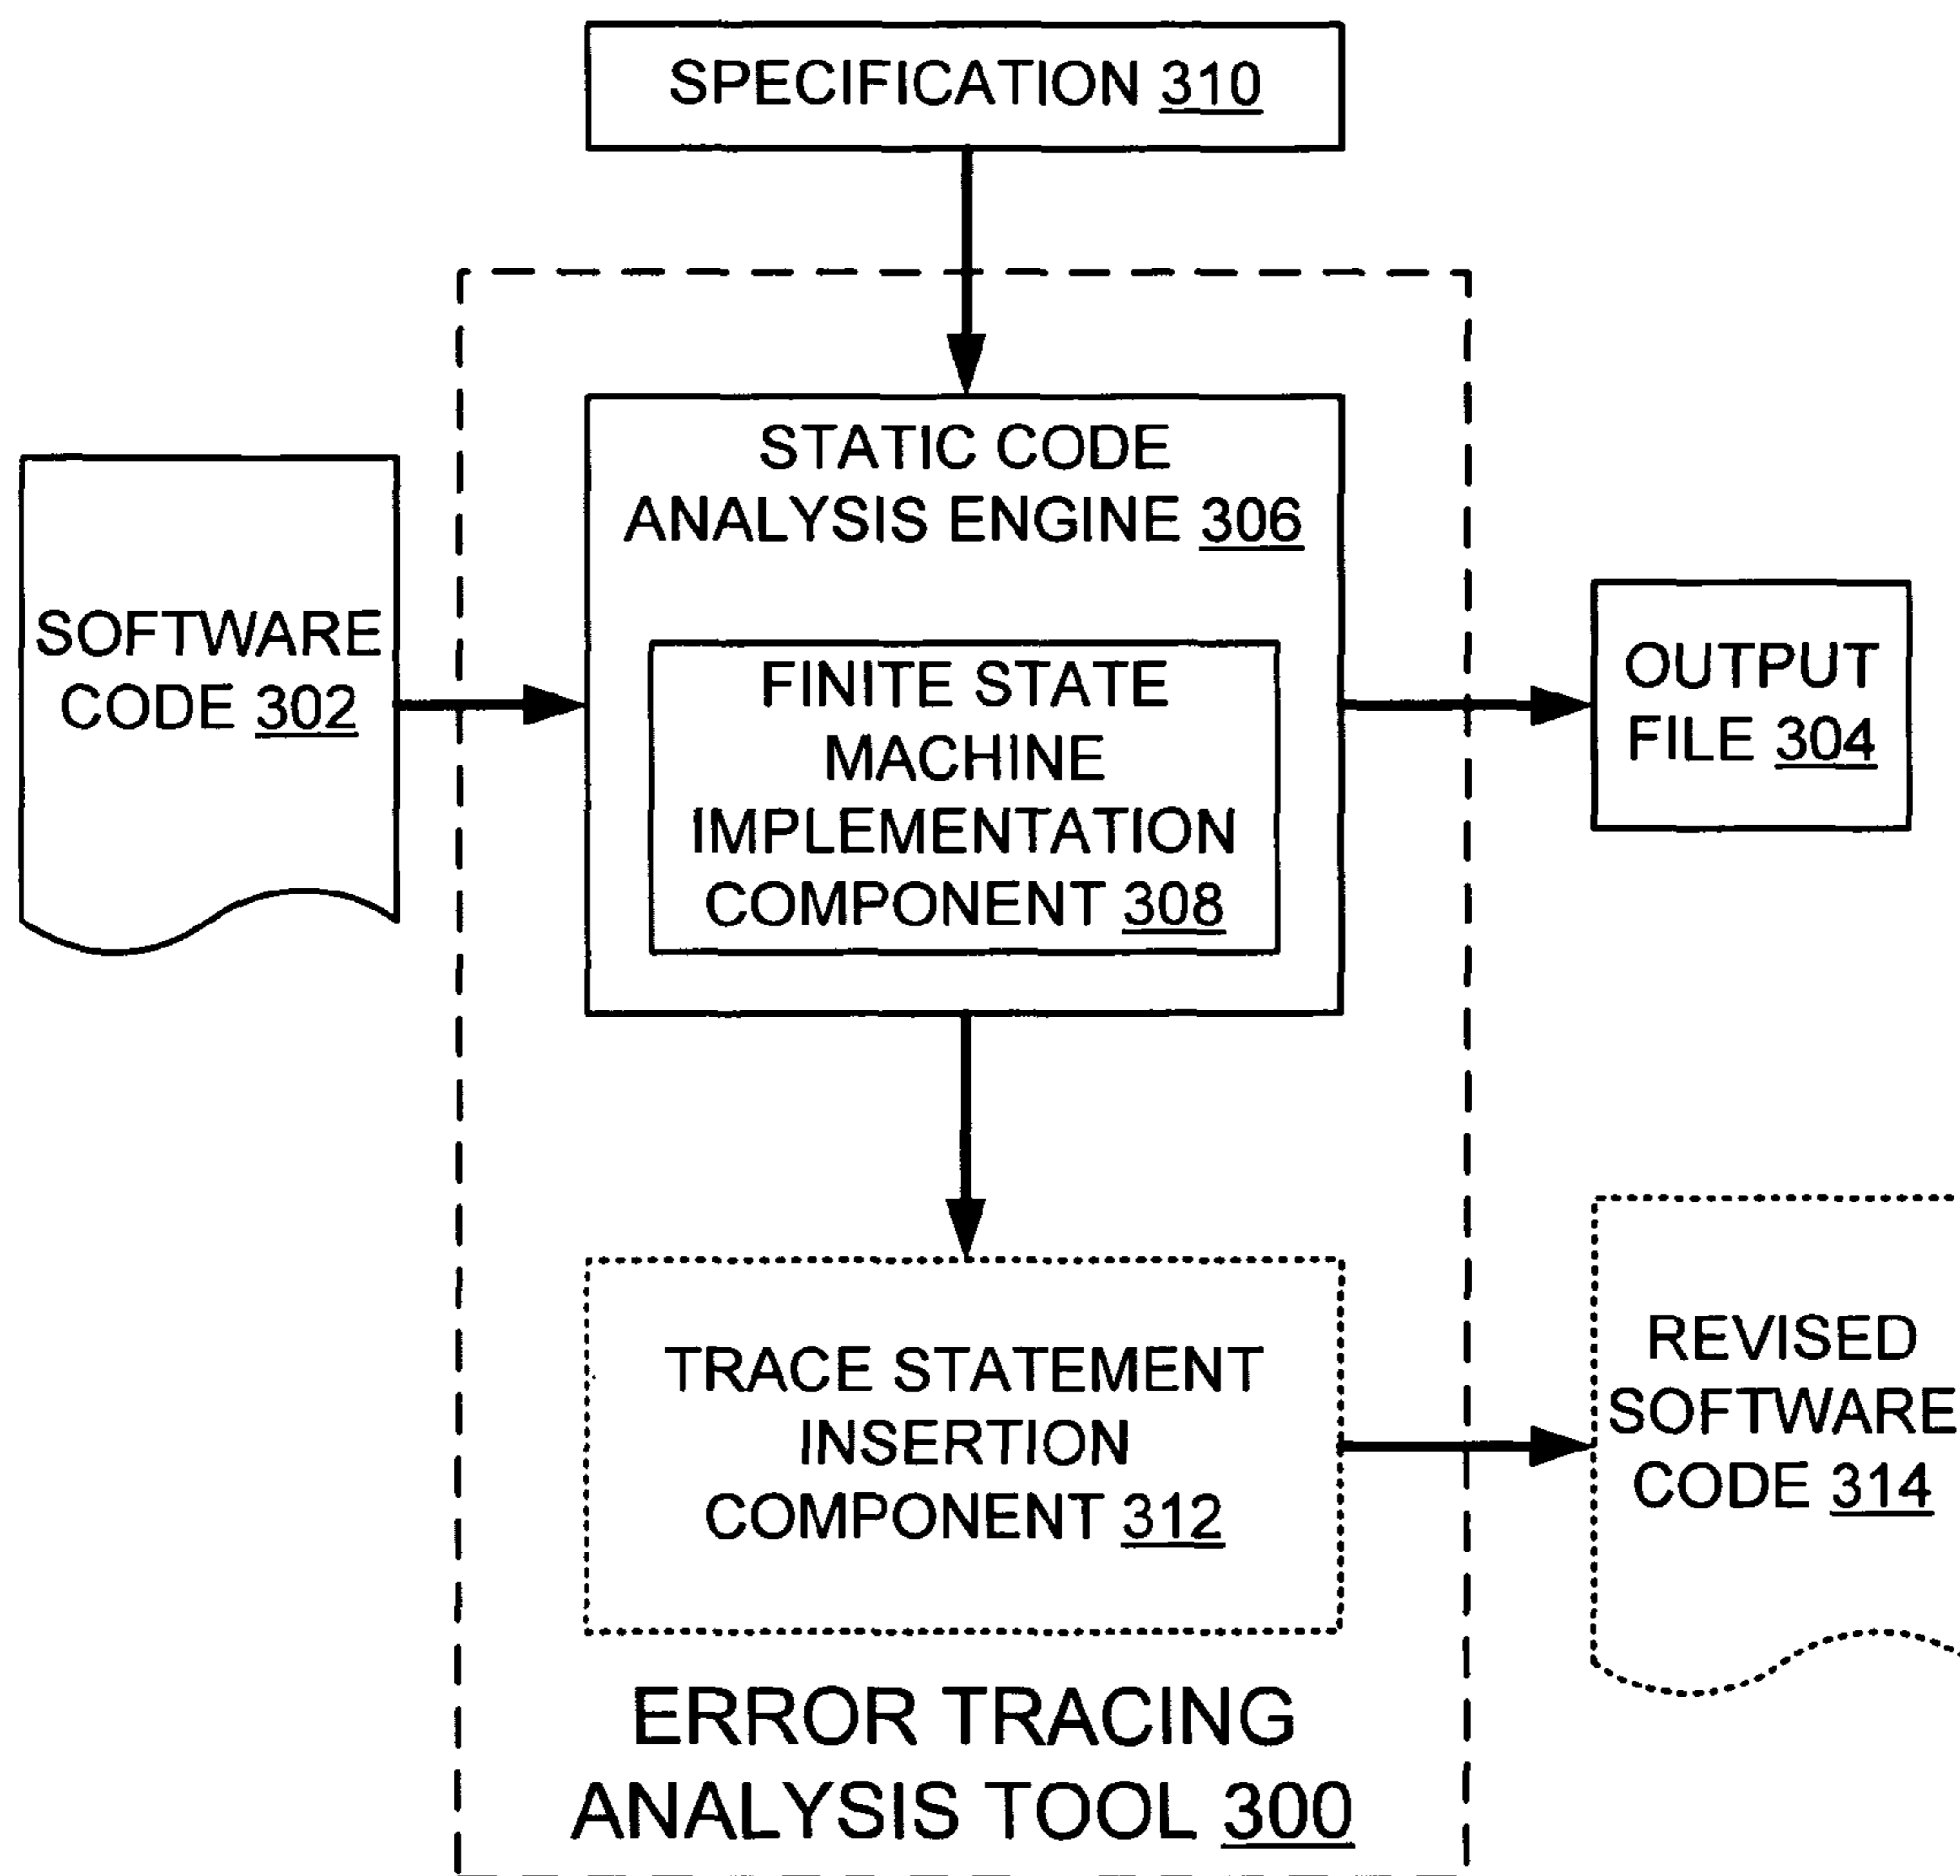 SPECIFICATION 310
STATIC CODE
ANALYSIS ENGINE 306
SOFTWARE
CODE 302
FINITE STATE
MACHINE
IMPLEMENTATION
COMPONENT 308
OUTPUT
FILE 304
TRACE STATEMENT
INSERTION
COMPONENT 312
REVISED
SOFTWARE
CODE 314
ERROR TRACING
ANALYSIS TOOL 300